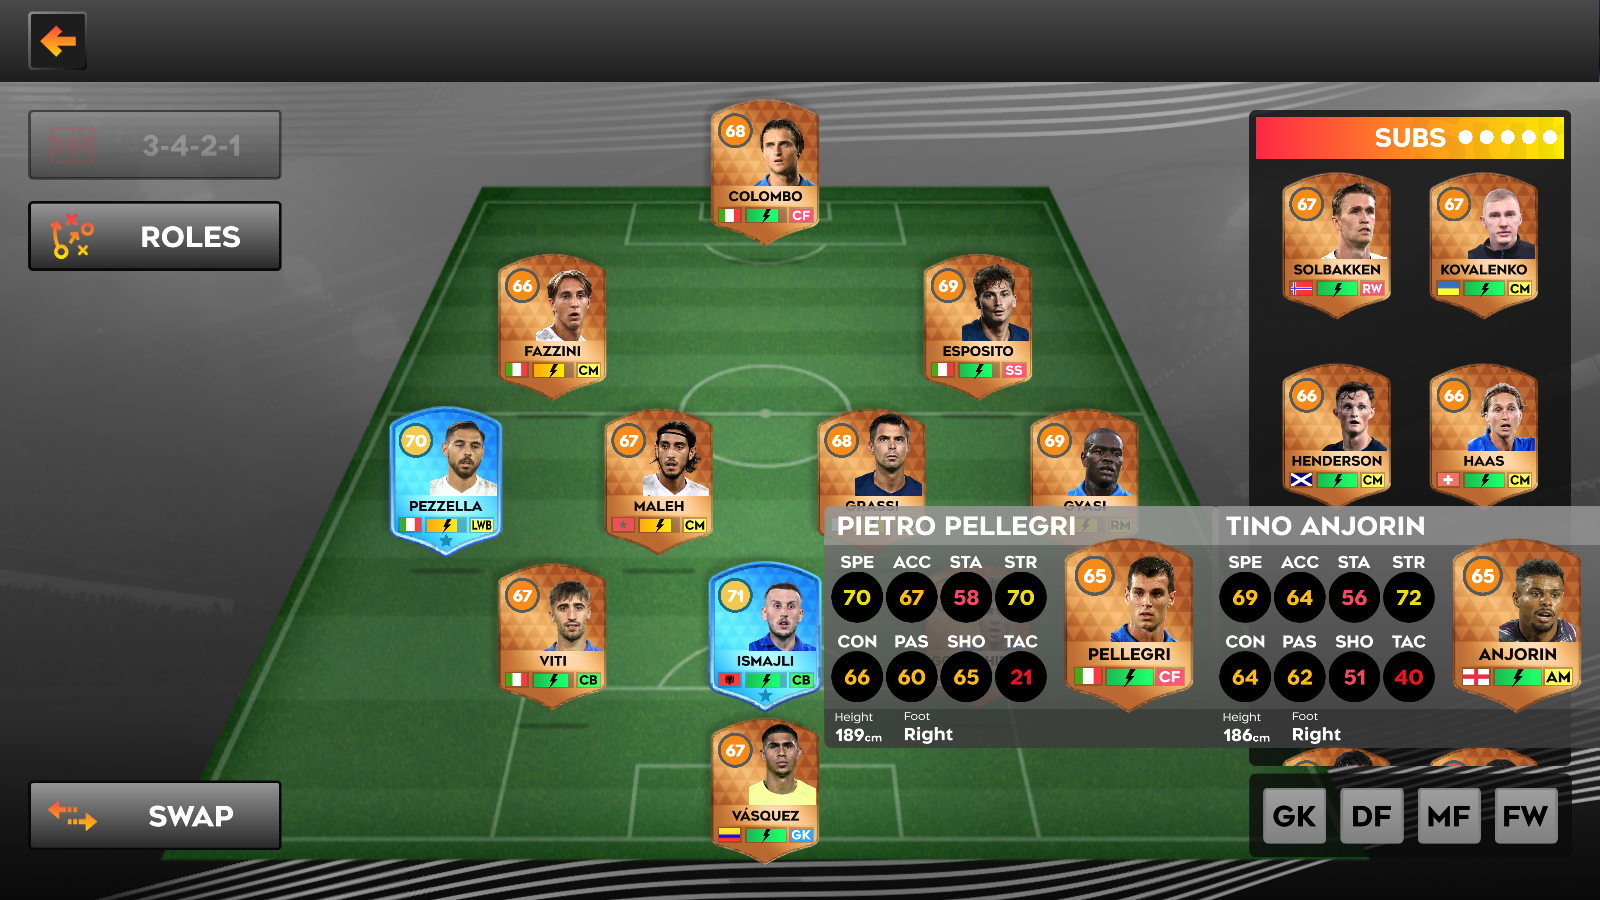 3-4-2-1
ROLES
68
COLOMBO
CF
66
FAZZINI
CM
69
ESPOSITO
SS
70
PEZZELLA
LWB
67
MALEH
CM
68
GRASSI
69
GYASI
RM
67
VITI
CB
71
ISMAJLI
CB
67
VÁSQUEZ
GK
SUBS
67
SOLBAKKEN
RW
67
KOVALENKO
CM
66
HENDERSON
CM
66
HAAS
CM
PIETRO PELLEGRI
SPE ACC STA STR
70 67 58 70
CON PAS SHO TAC
66 60 65 21
Height Foot
189cm Right
65
PELLEGRI
CF
TINO ANJORIN
SPE ACC STA STR
69 64 56 72
CON PAS SHO TAC
64 62 51 40
Height Foot
186cm Right
65
ANJORIN
AM
SWAP
GK DF MF FW